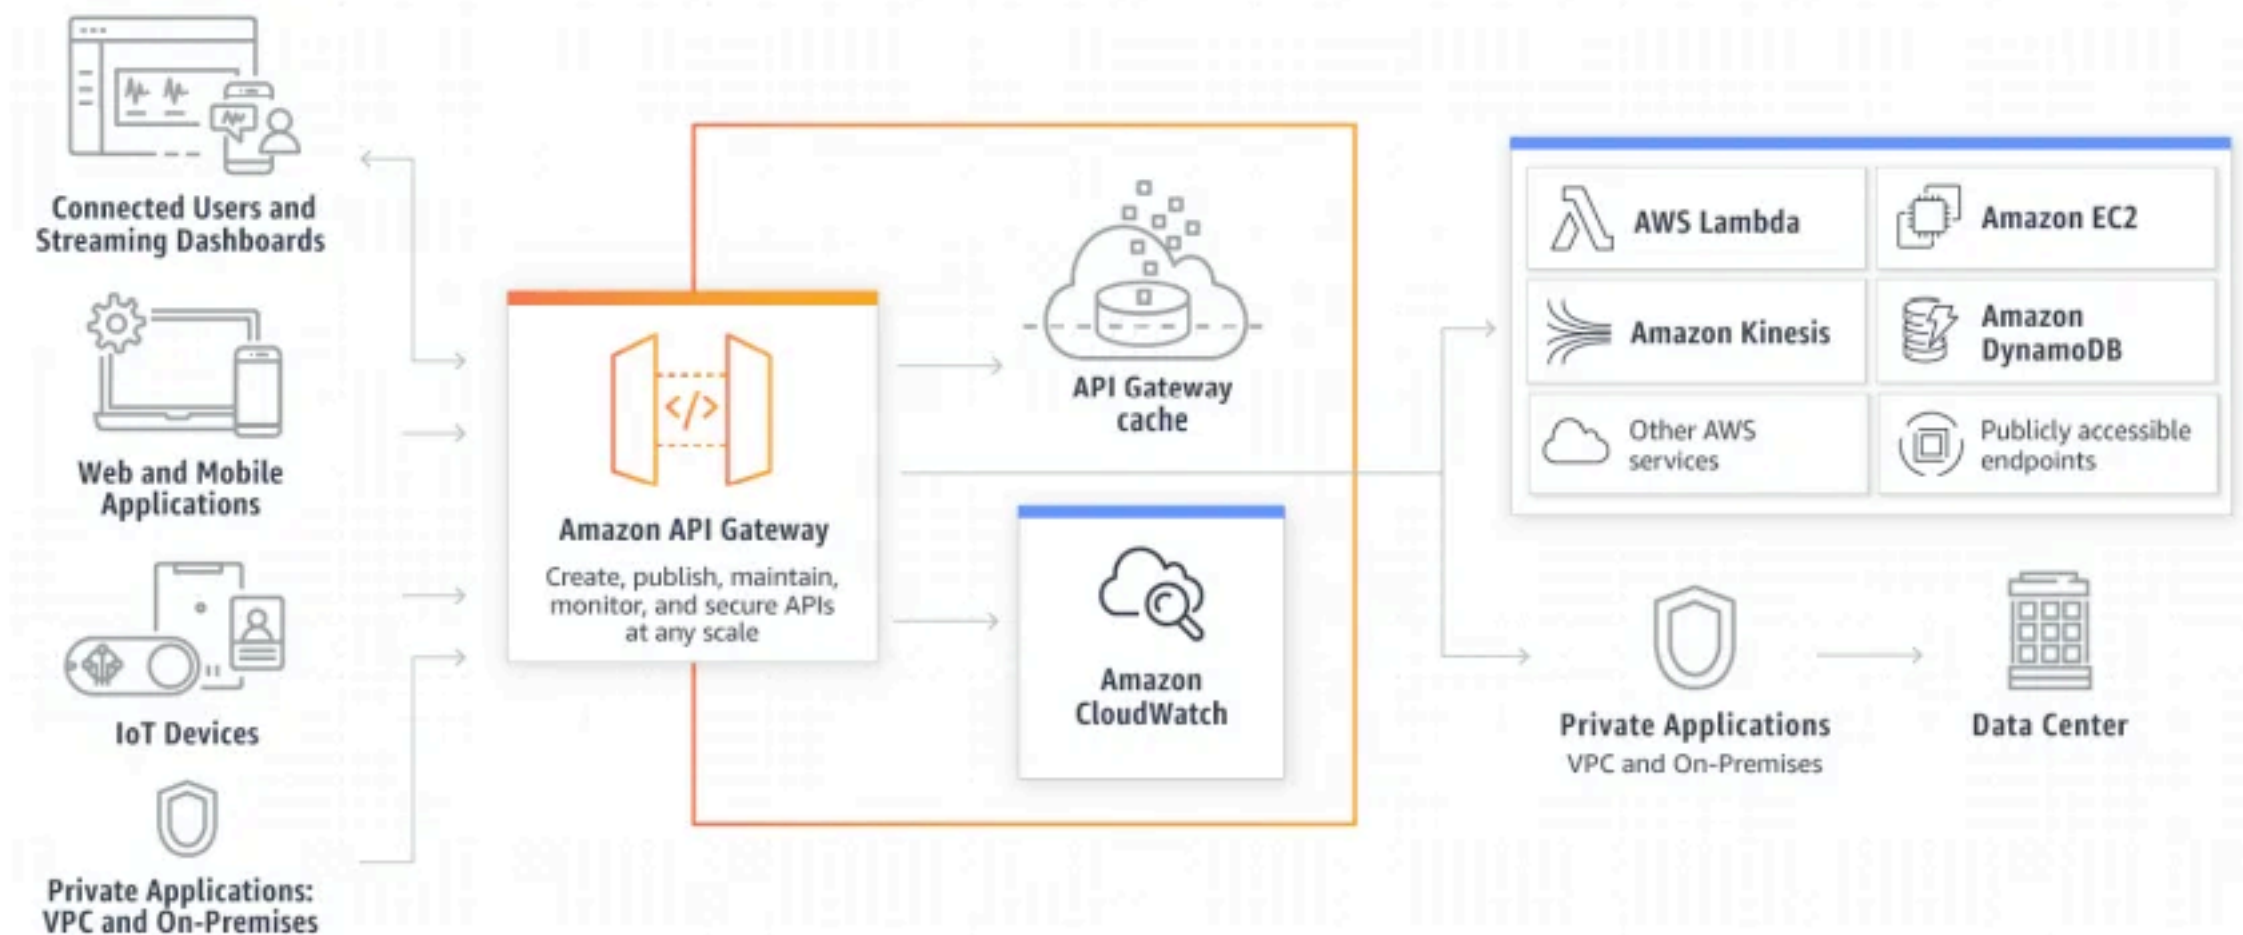 Connected Users and
Streaming Dashboards
Web and Mobile
Applications
IoT Devices
Private Applications:
VPC and On-Premises
</>
Amazon API Gateway
Create, publish, maintain,
monitor, and secure APIs
at any scale
API Gateway
cache
Amazon
CloudWatch
AWS Lambda
Amazon EC2
Amazon Kinesis
Amazon
DynamoDB
Other AWS
services
Publicly accessible
endpoints
Private Applications
VPC and On-Premises
Data Center